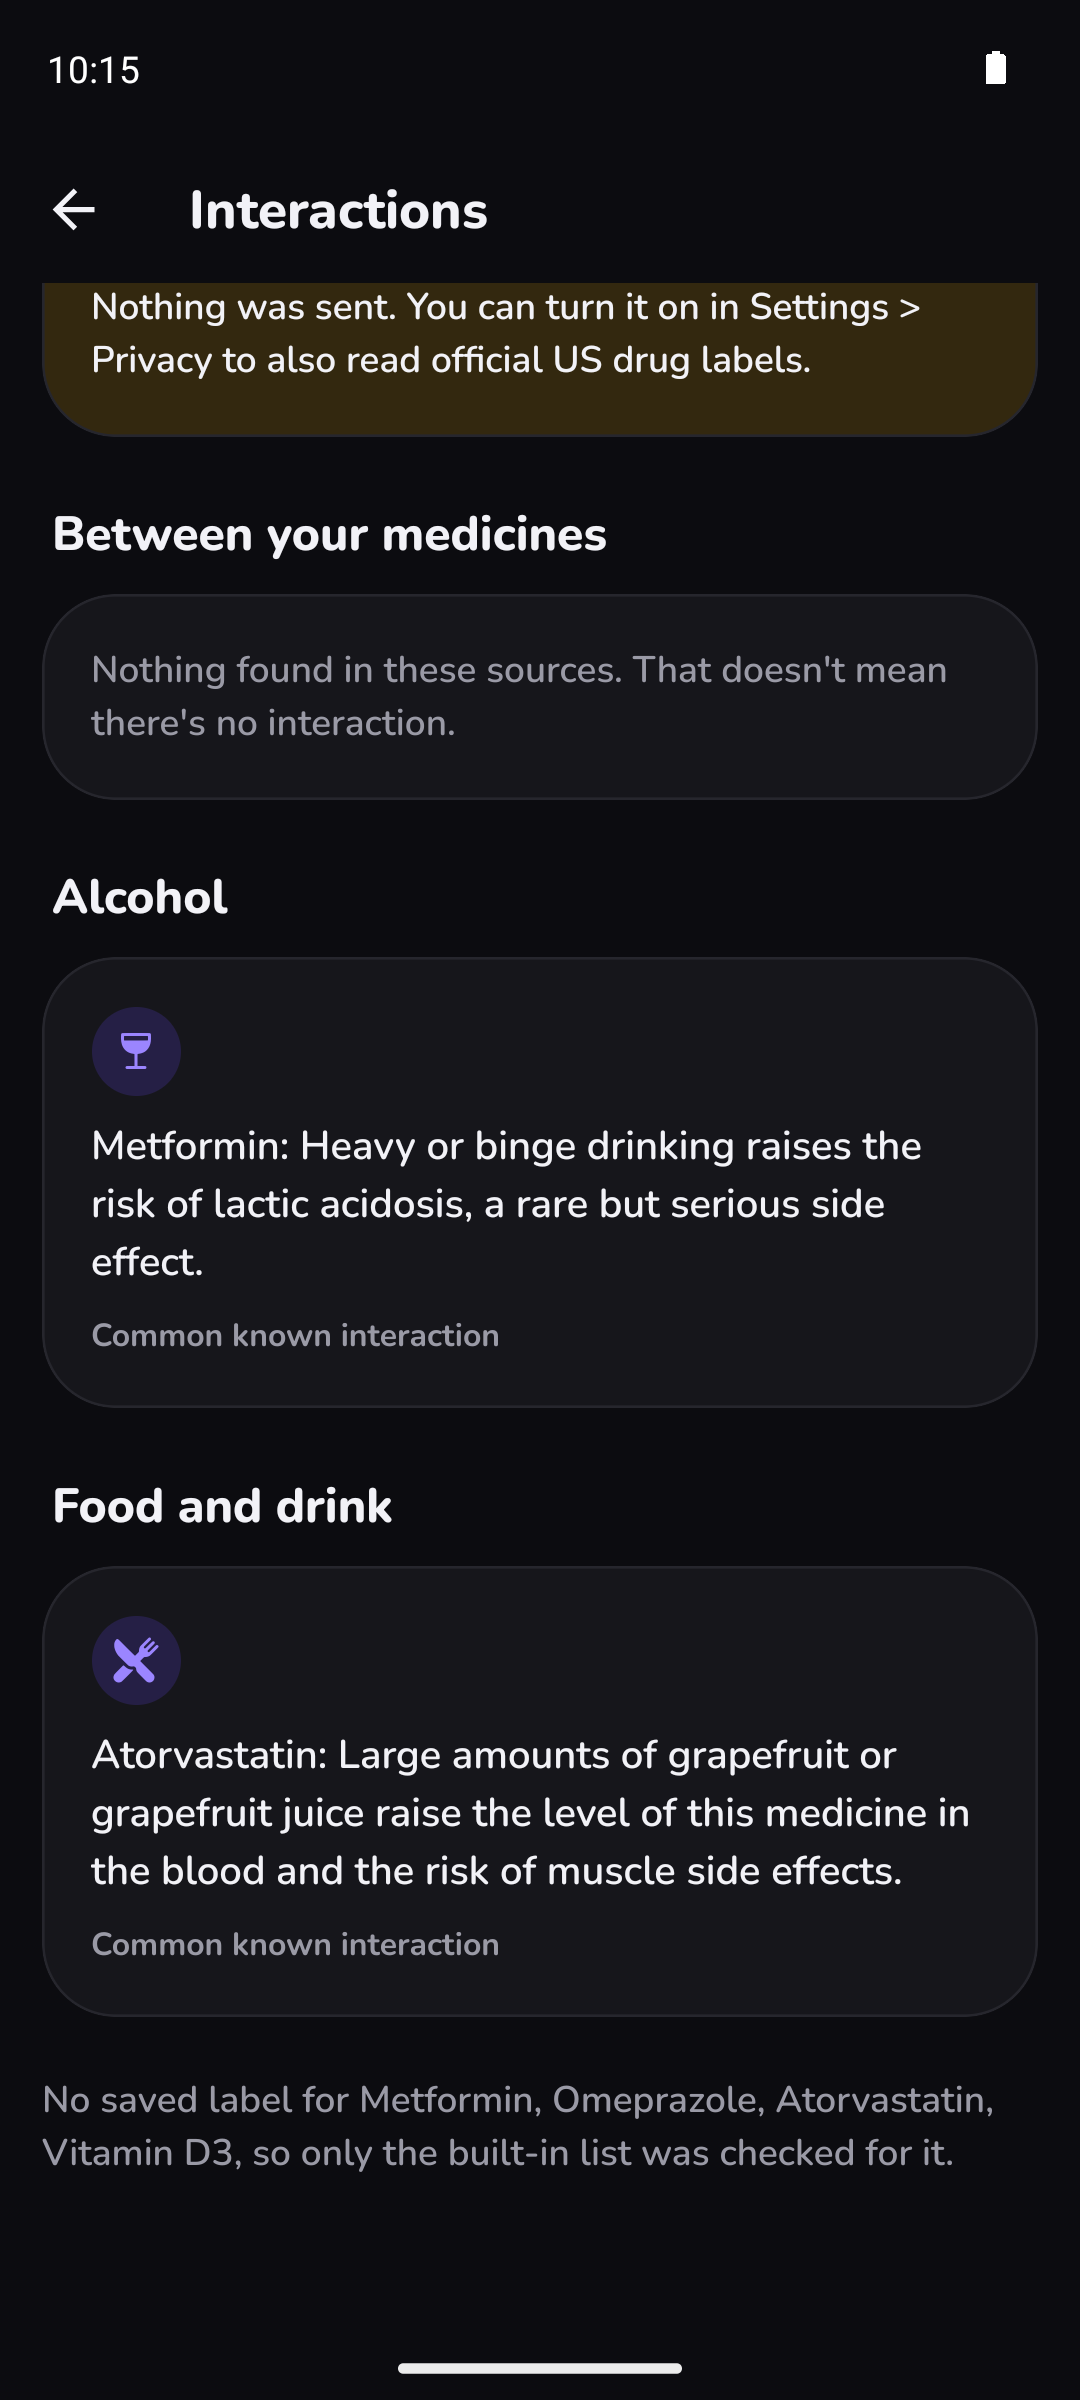 10:15
Interactions
Nothing was sent. You can turn it on in Settings >
Privacy to also read official US drug labels.
Between your medicines
Nothing found in these sources. That doesn't mean
there's no interaction.
Alcohol
Metformin: Heavy or binge drinking raises the
risk of lactic acidosis, a rare but serious side
effect.
Common known interaction
Food and drink
Atorvastatin: Large amounts of grapefruit or
grapefruit juice raise the level of this medicine in
the blood and the risk of muscle side effects.
Common known interaction
No saved label for Metformin, Omeprazole, Atorvastatin,
Vitamin D3, so only the built-in list was checked for it.